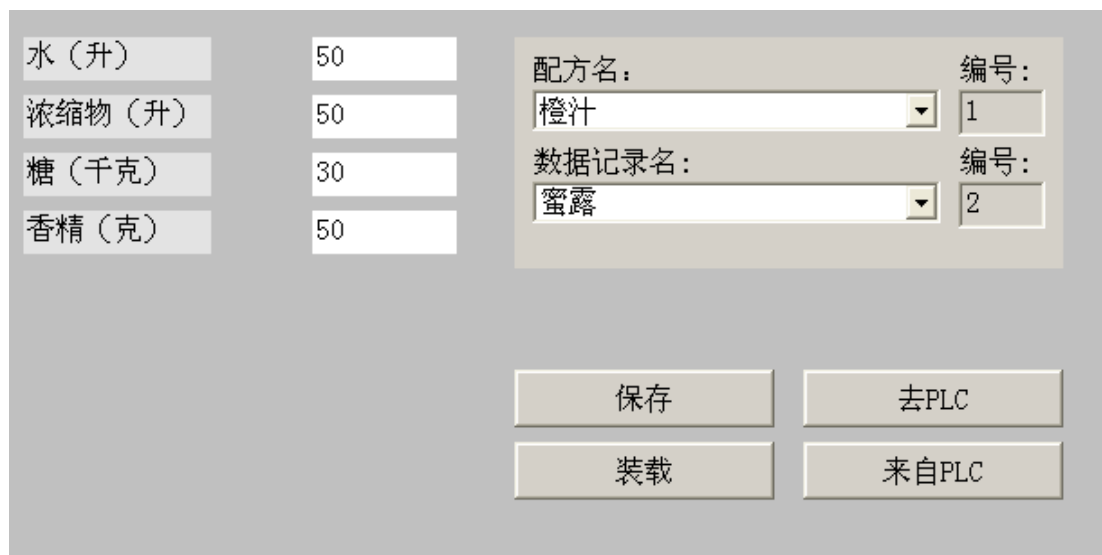 水（升） 50
浓缩物（升） 50
糖（千克） 30
香精（克） 50
配方名： 编号:
橙汁 1
数据记录名: 编号:
蜜露 2
保存 去PLC
装载 来自PLC